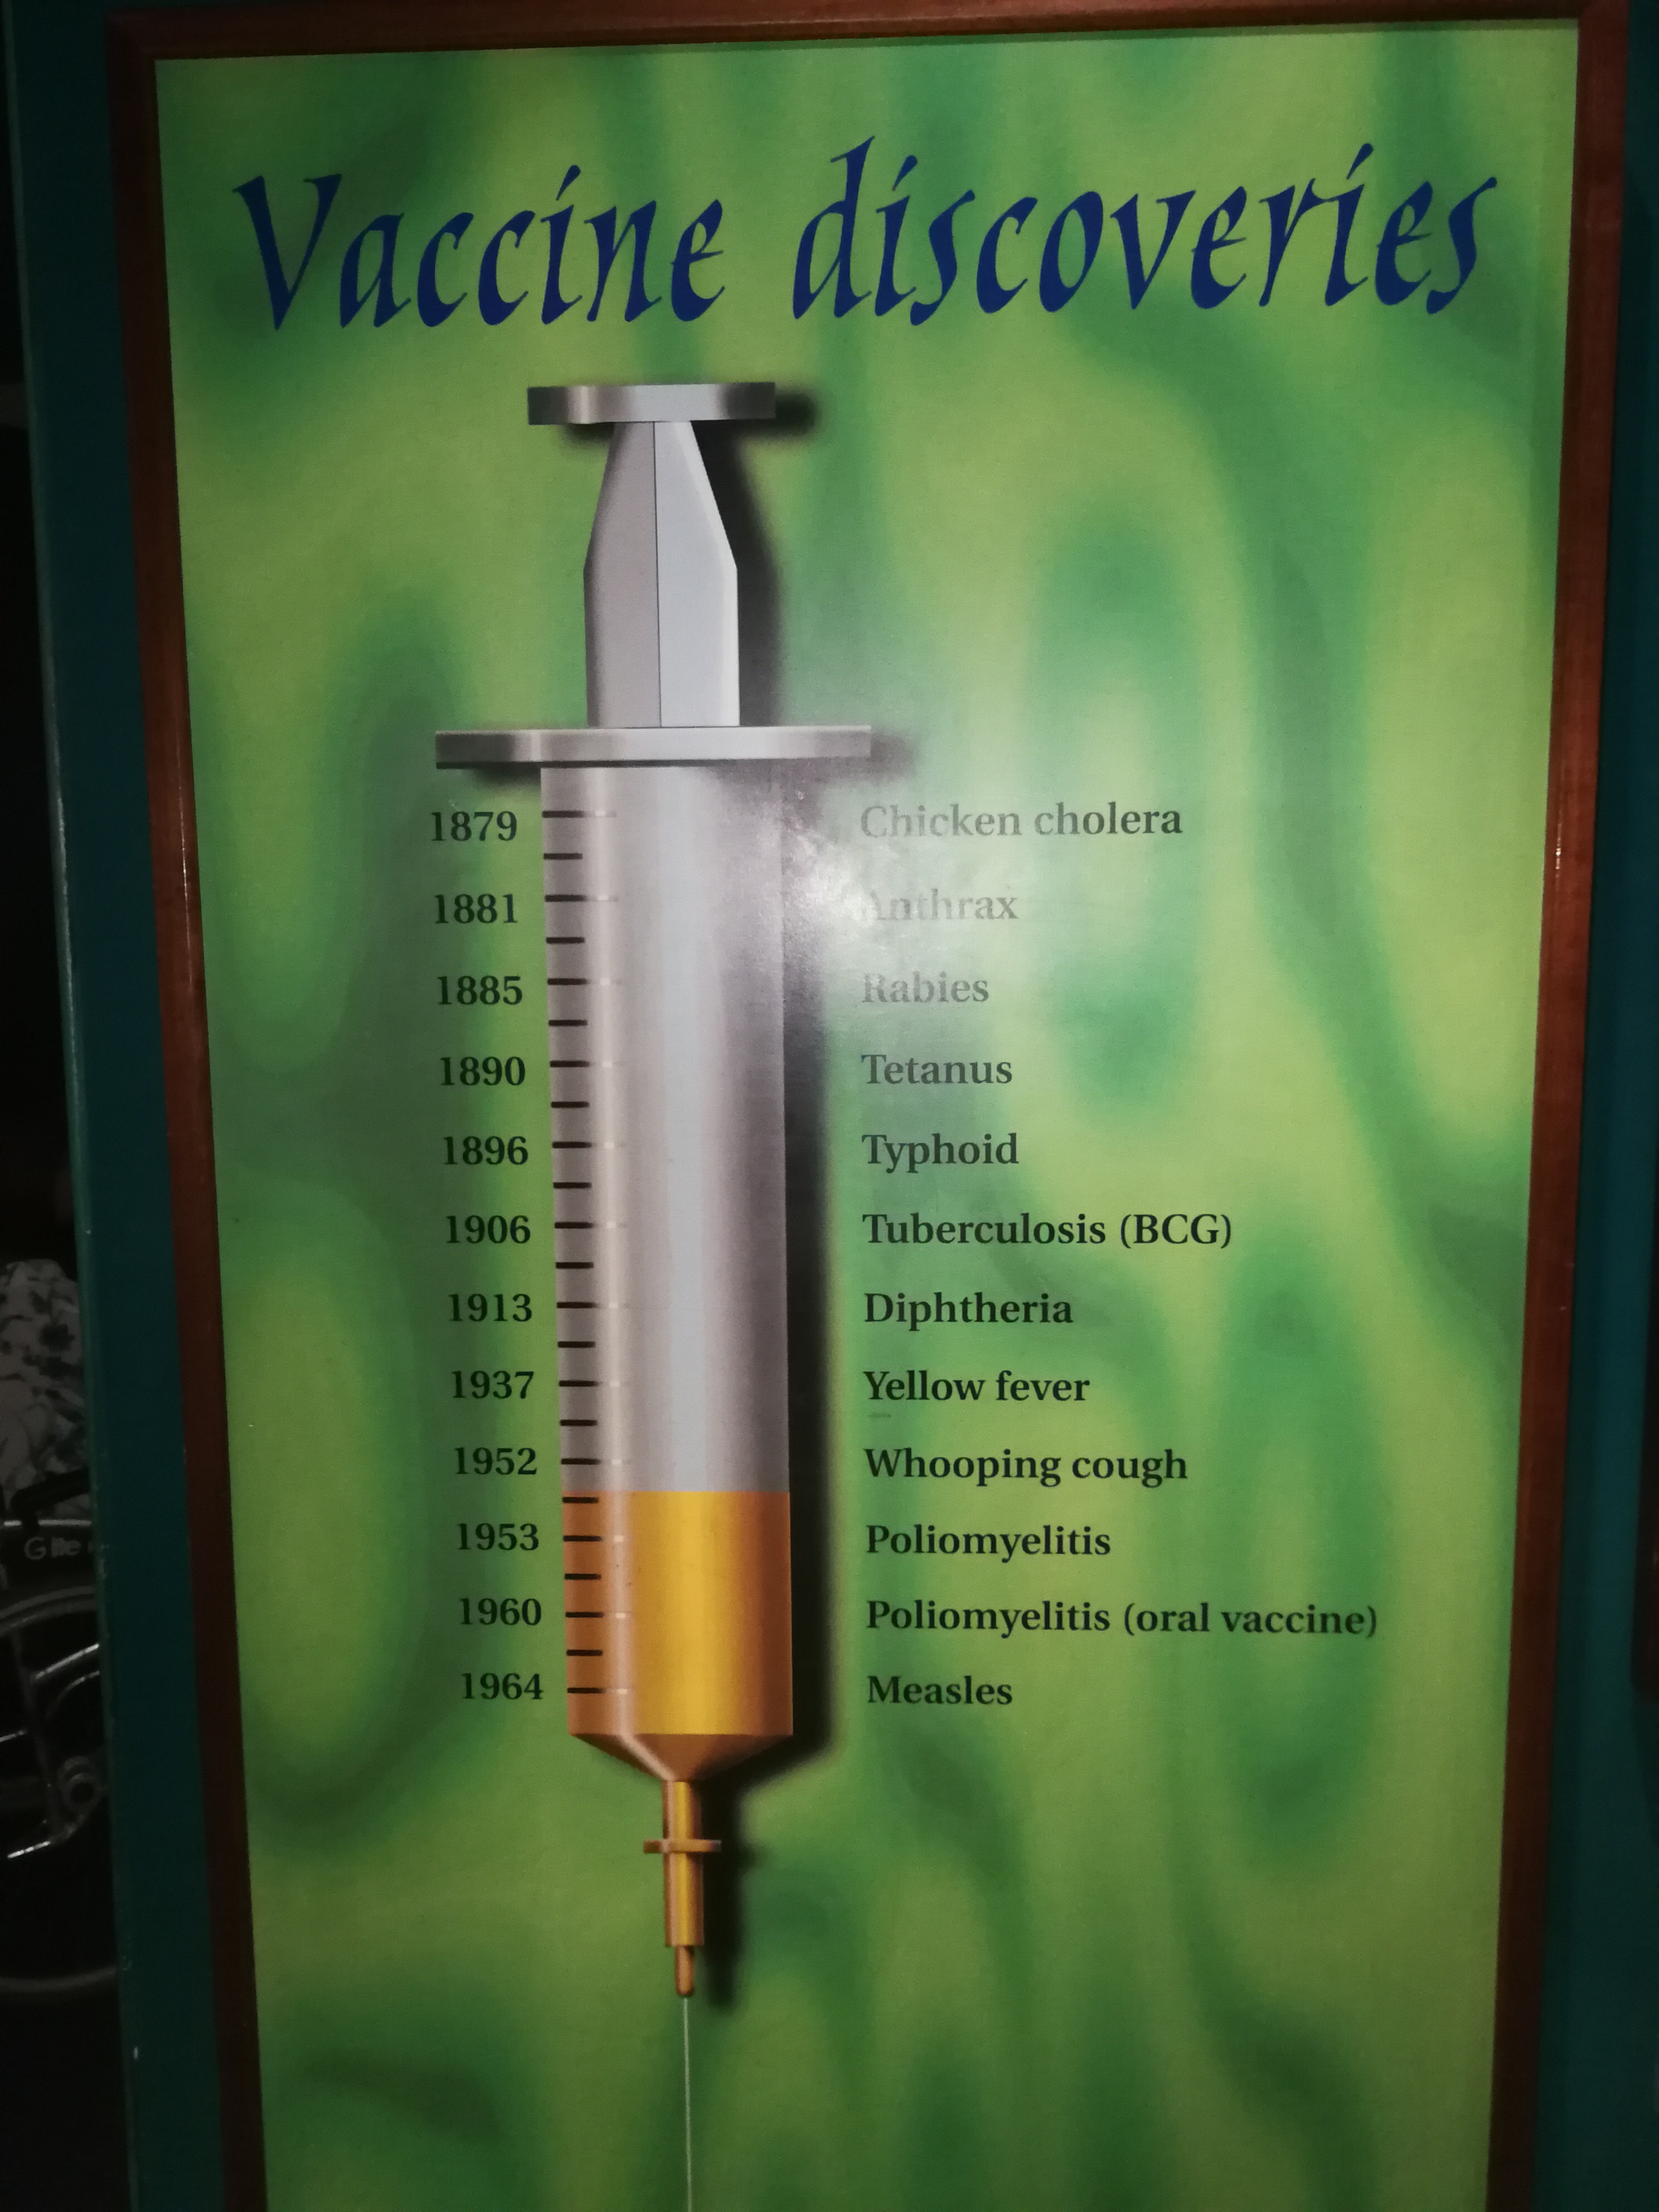 Vaccine discoveries
1879 Chicken cholera
1881 Anthrax
1885 Rabies
1890 Tetanus
1896 Typhoid
1906 Tuberculosis (BCG)
1913 Diphtheria
1937 Yellow fever
1952 Whooping cough
1953 Poliomyelitis
1960 Poliomyelitis (oral vaccine)
1964 Measles